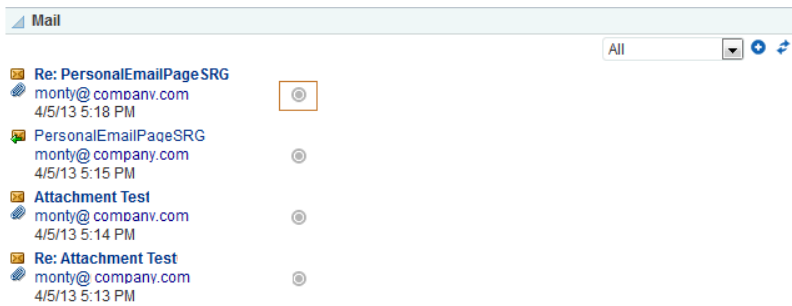 Mail
All
Re: PersonalEmailPageSRG
monty@ company.com
4/5/13 5:18 PM
PersonalEmailPageSRG
monty@ company.com
4/5/13 5:15 PM
Attachment Test
monty@ company.com
4/5/13 5:14 PM
Re: Attachment Test
monty@ company.com
4/5/13 5:13 PM